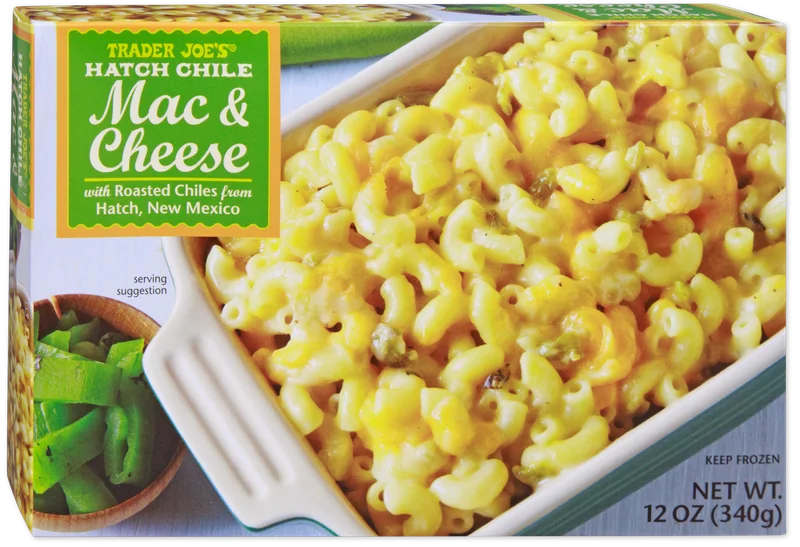 TRADER JOE'S®
HATCH CHILE
Mac &
Cheese
with Roasted Chiles from
Hatch, New Mexico
serving
suggestion
KEEP FROZEN
NET WT.
12 OZ (340g)